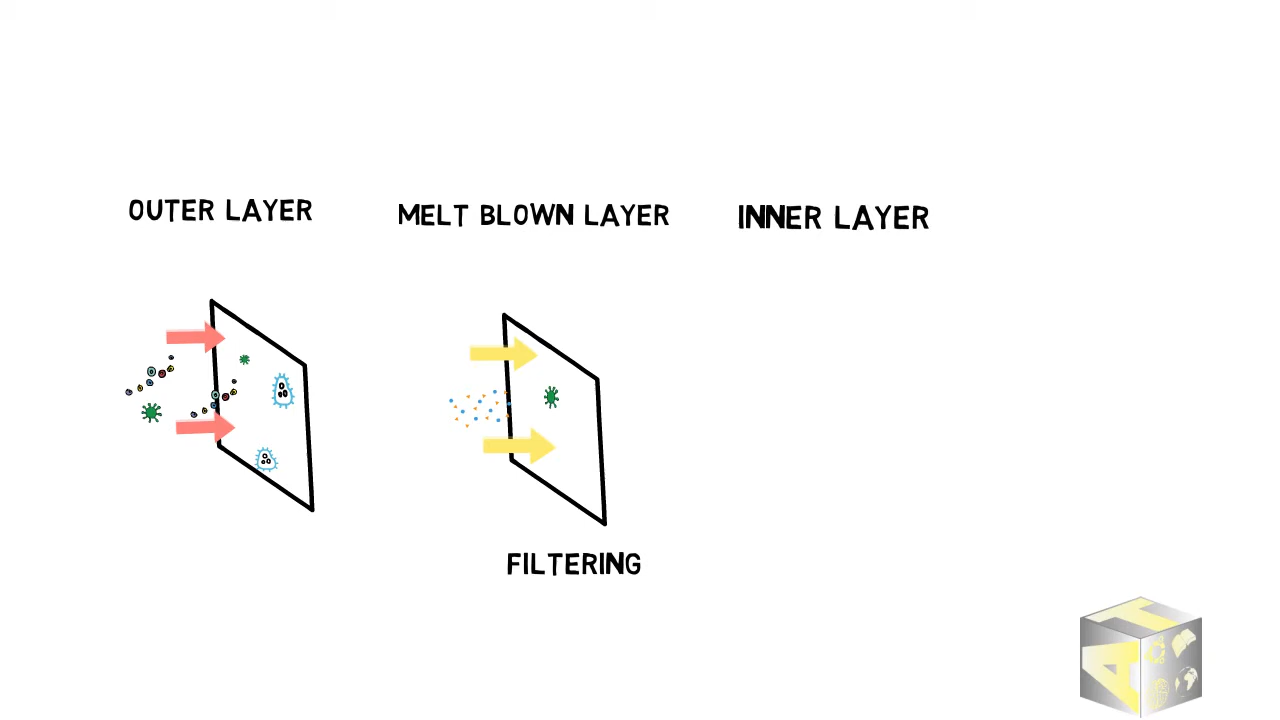 OUTER LAYER
MELT BLOWN LAYER
INNER LAYER
FILTERING
A T